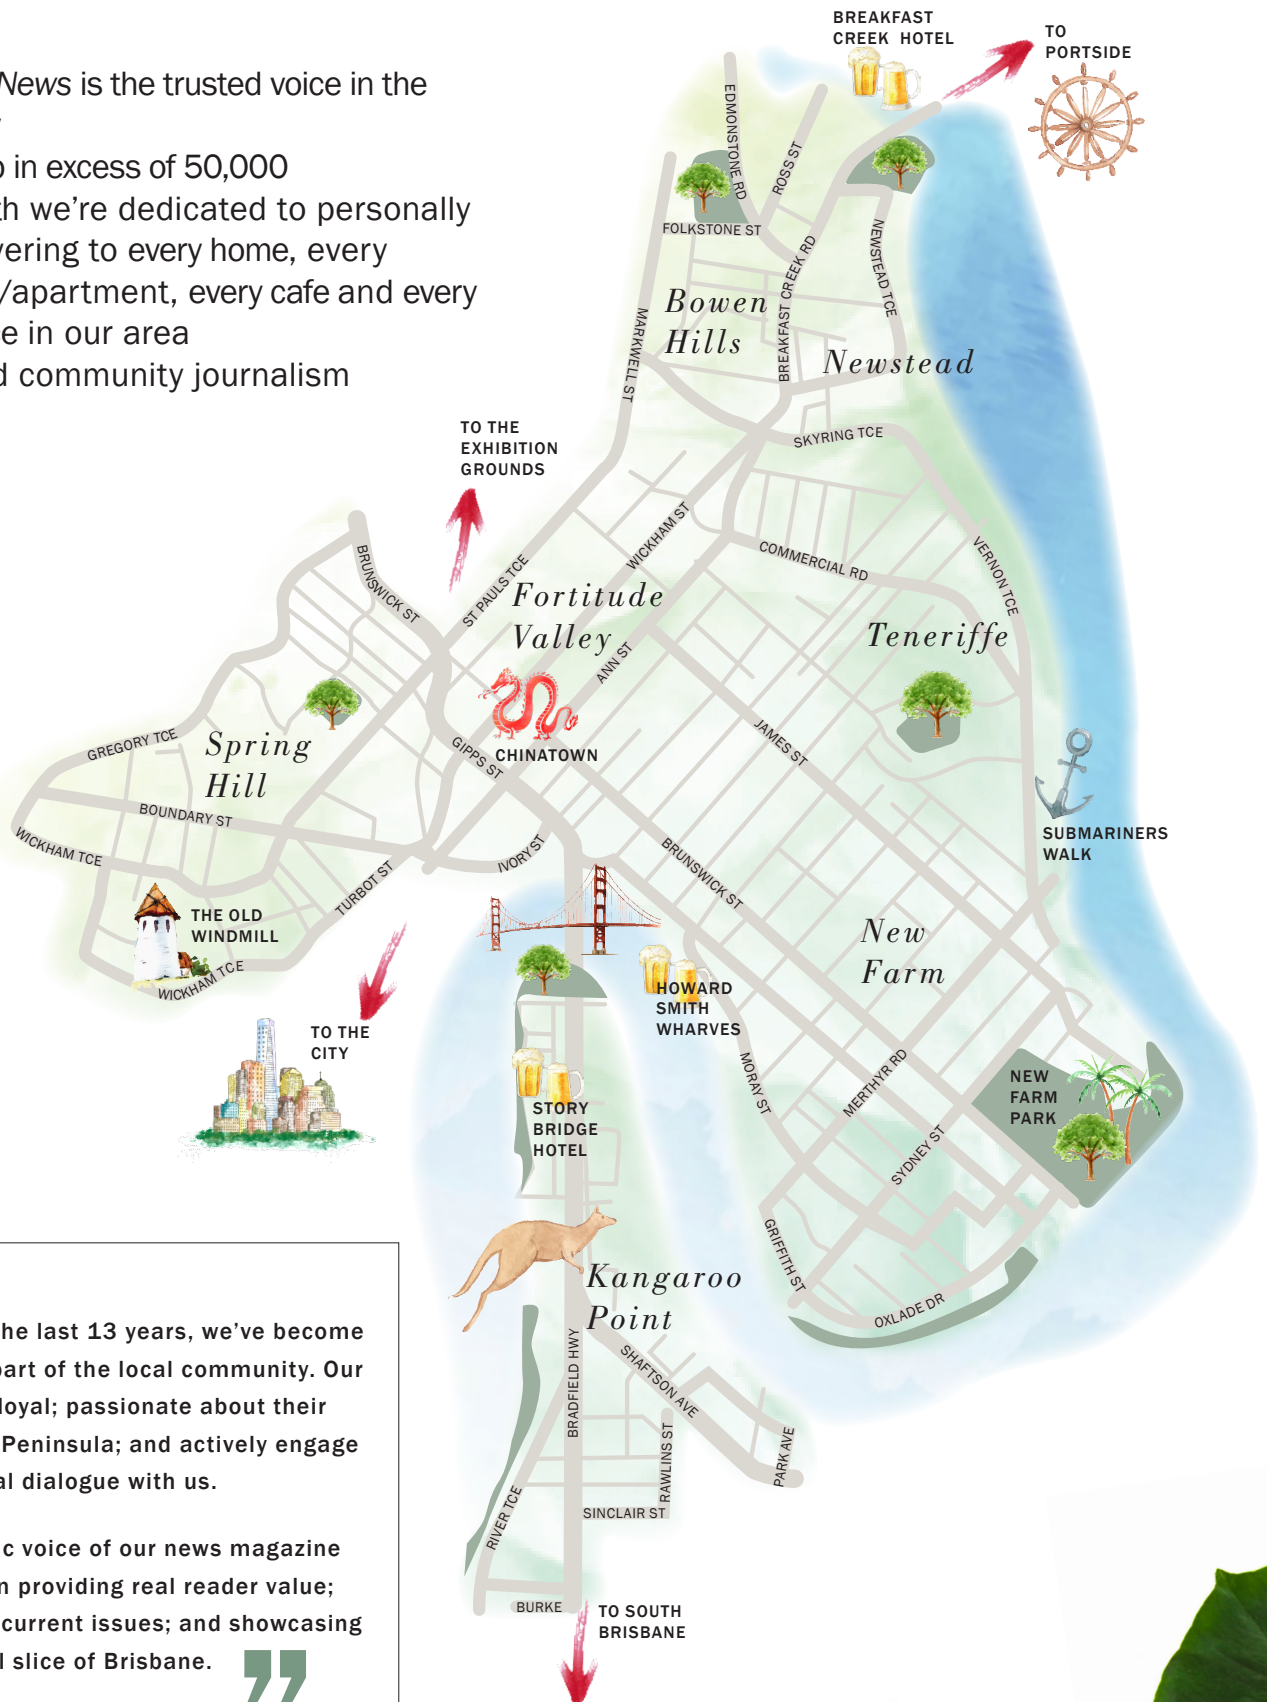 News is the trusted voice in the
in excess of 50,000
we’re dedicated to personally
to every home, every
/apartment, every cafe and every
in our area
community journalism
BREAKFAST
CREEK HOTEL
TO
PORTSIDE
EDMONSTONE RD
ROSS ST
FOLKSTONE ST
BREAKFAST CREEK RD
NEWSTEAD TCE
MARKWELL ST
Bowen
Hills
Newstead
SKYRING TCE
TO THE
EXHIBITION
GROUNDS
WICKHAM ST
COMMERCIAL RD
VERNON TCE
BRUNSWICK ST
ST PAULS TCE
Fortitude
Valley
ANN ST
Teneriffe
GREGORY TCE
Spring
Hill
GIPPS ST
CHINATOWN
JAMES ST
BOUNDARY ST
WICKHAM TCE
IVORY ST
TURBOT ST
BRUNSWICK ST
SUBMARINERS
WALK
THE OLD
WINDMILL
WICKHAM TCE
New
Farm
HOWARD
SMITH
WHARVES
TO THE
CITY
MORAY ST
MERTHYR RD
NEW
FARM
PARK
STORY
BRIDGE
HOTEL
SYDNEY ST
GRIFFITH ST
OXLADE DR
Kangaroo
Point
BRADFIELD HWY
SHAFTSON AVE
RAWLINS ST
PARK AVE
RIVER TCE
SINCLAIR ST
BURKE
TO SOUTH
BRISBANE
the last 13 years, we’ve become
part of the local community. Our
loyal; passionate about their
Peninsula; and actively engage
dialogue with us.
voice of our news magazine
providing real reader value;
current issues; and showcasing
slice of Brisbane.
”